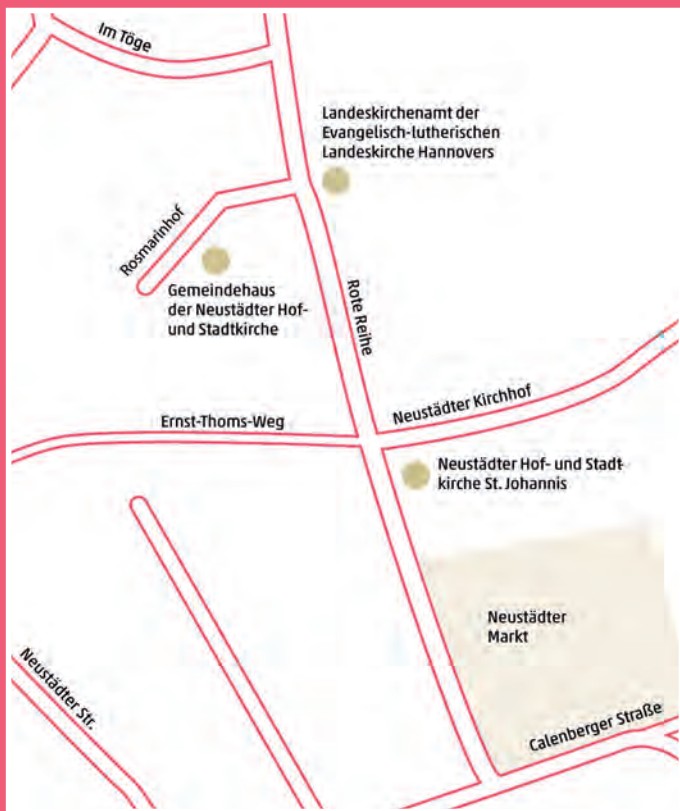 Im Töge
Landeskirchenamt der
Evangelisch-lutherischen
Landeskirche Hannovers
Rosmarinhof
Gemeindehaus
der Neustädter Hof-
und Stadtkirche
Rote Reihe
Neustädter Kirchhof
Ernst-Thoms-Weg
Neustädter Hof- und Stadt-
kirche St. Johannis
Neustädter
Markt
Neustädter Str.
Calenberger Straße